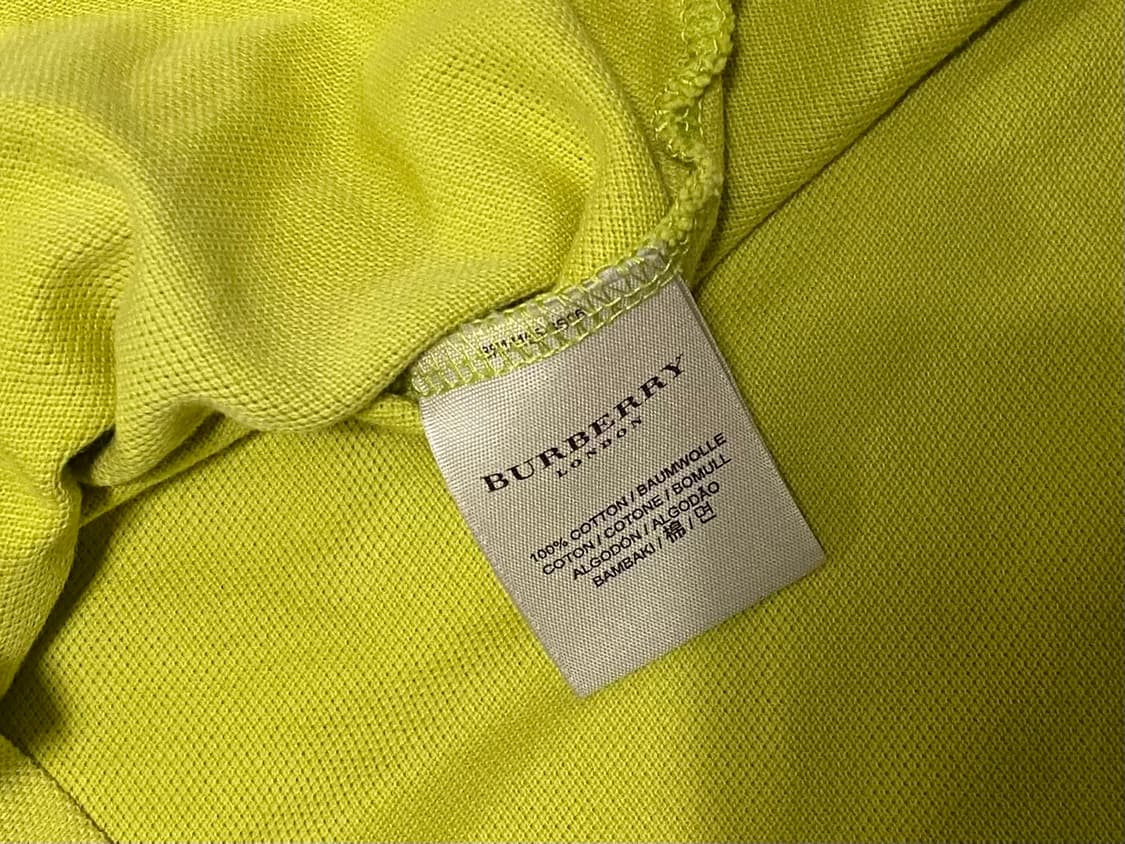 BURBERRY
LONDON
100% COTTON / BAUMWOLLE
COTON / COTONE / BOMULL
ALGODÓN / ALGODÃO
BAMBAKI / 棉 / 면